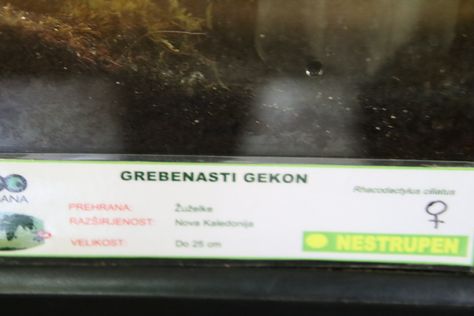 GREBENASTI GEKON
Rhacodactylus ciliatus
PREHRANA: Žuželke
RAZŠIRJENOST: Nova Kaledonija
VELIKOST: Do 25 cm
NESTRUPEN